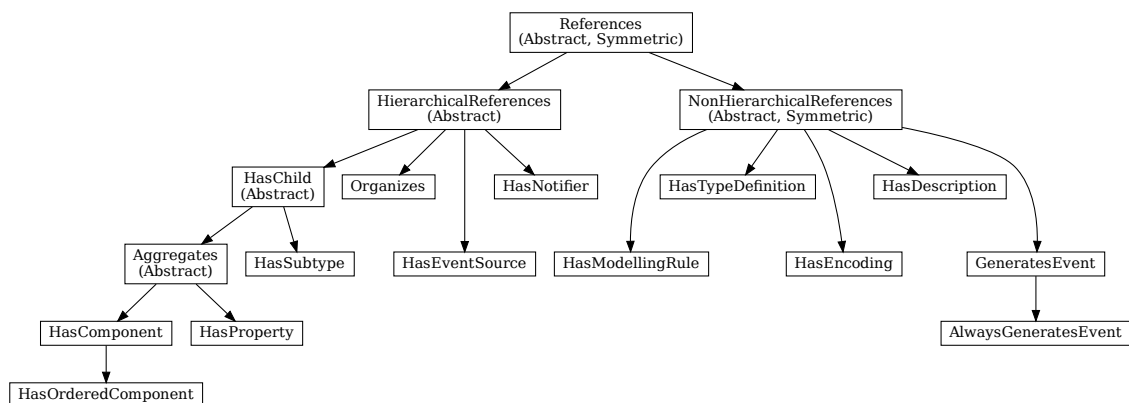 References
(Abstract, Symmetric)
HierarchicalReferences
(Abstract)
NonHierarchicalReferences
(Abstract, Symmetric)
HasChild
(Abstract)
Organizes
HasNotifier
HasTypeDefinition
HasDescription
Aggregates
(Abstract)
HasSubtype
HasEventSource
HasModellingRule
HasEncoding
GeneratesEvent
HasComponent
HasProperty
AlwaysGeneratesEvent
HasOrderedComponent